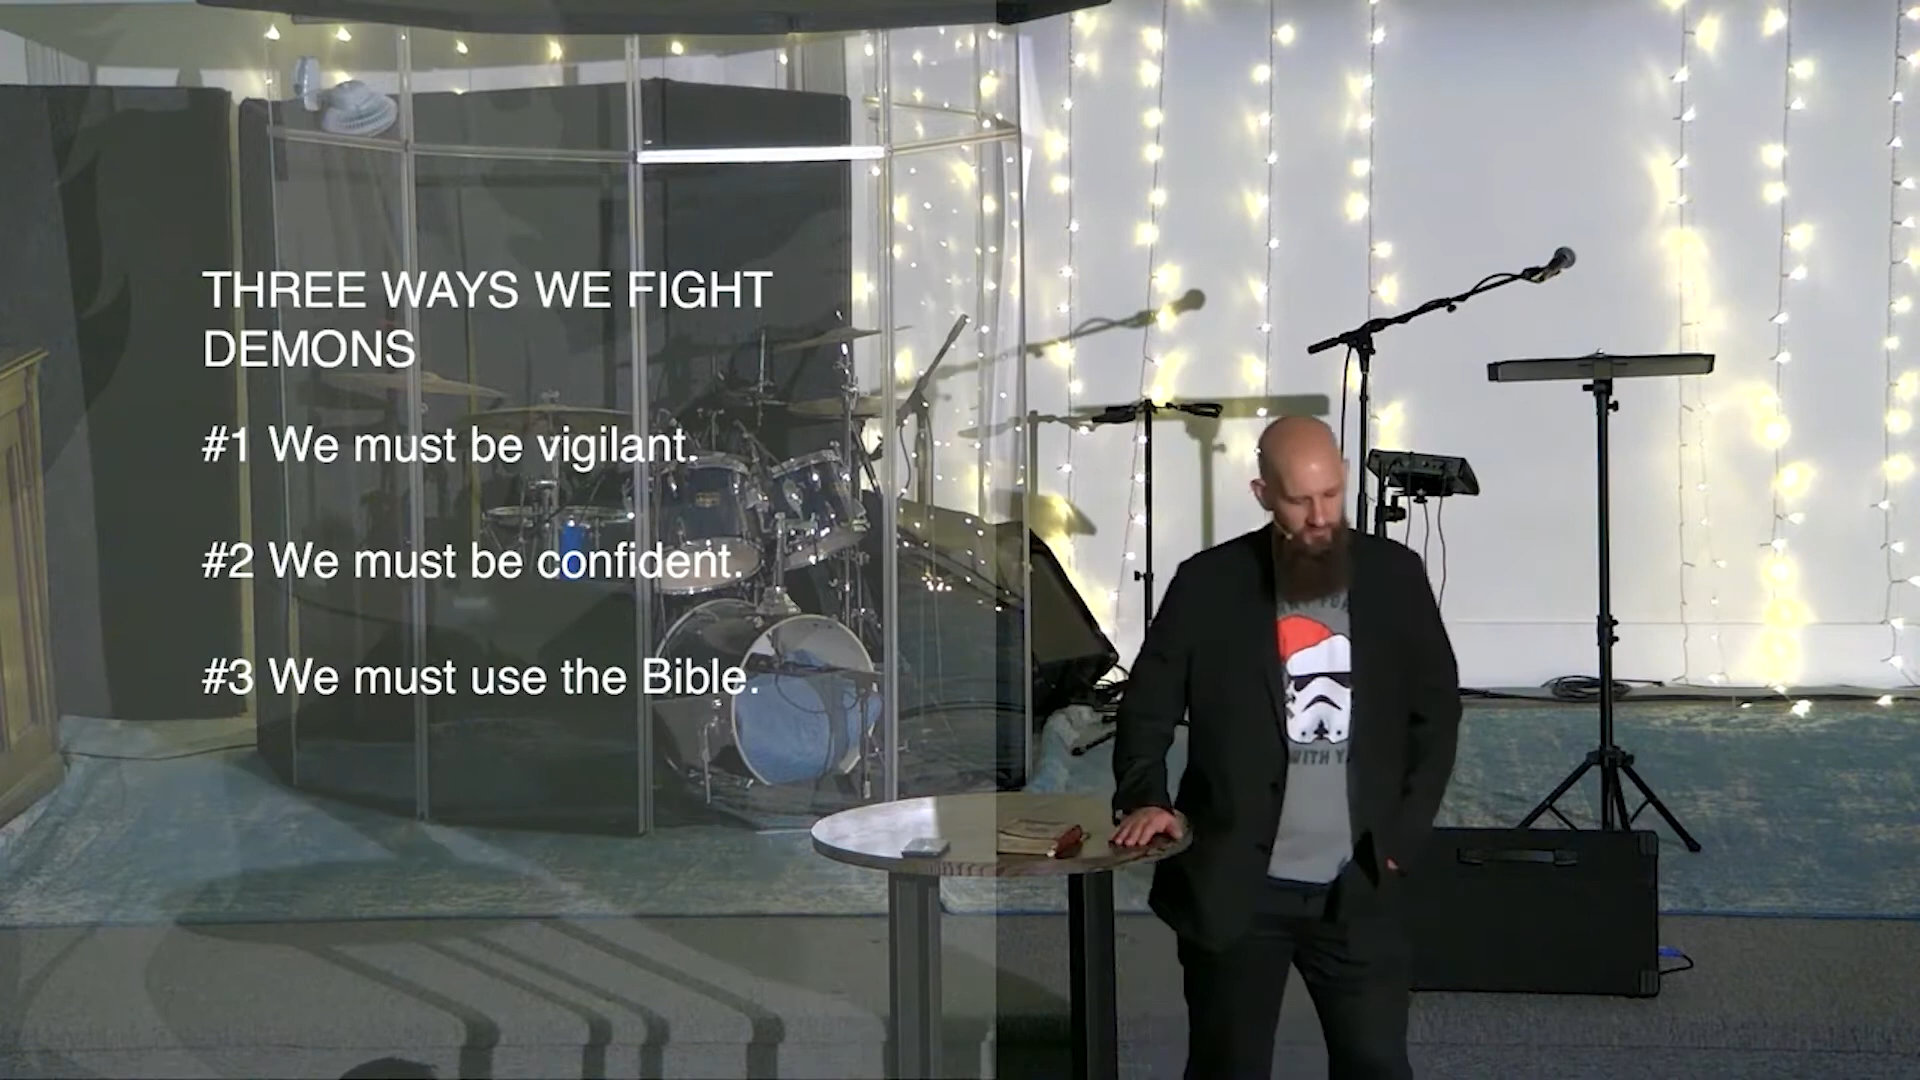 THREE WAYS WE FIGHT
DEMONS
#1 We must be vigilant.
#2 We must be confident.
#3 We must use the Bible.
WITH